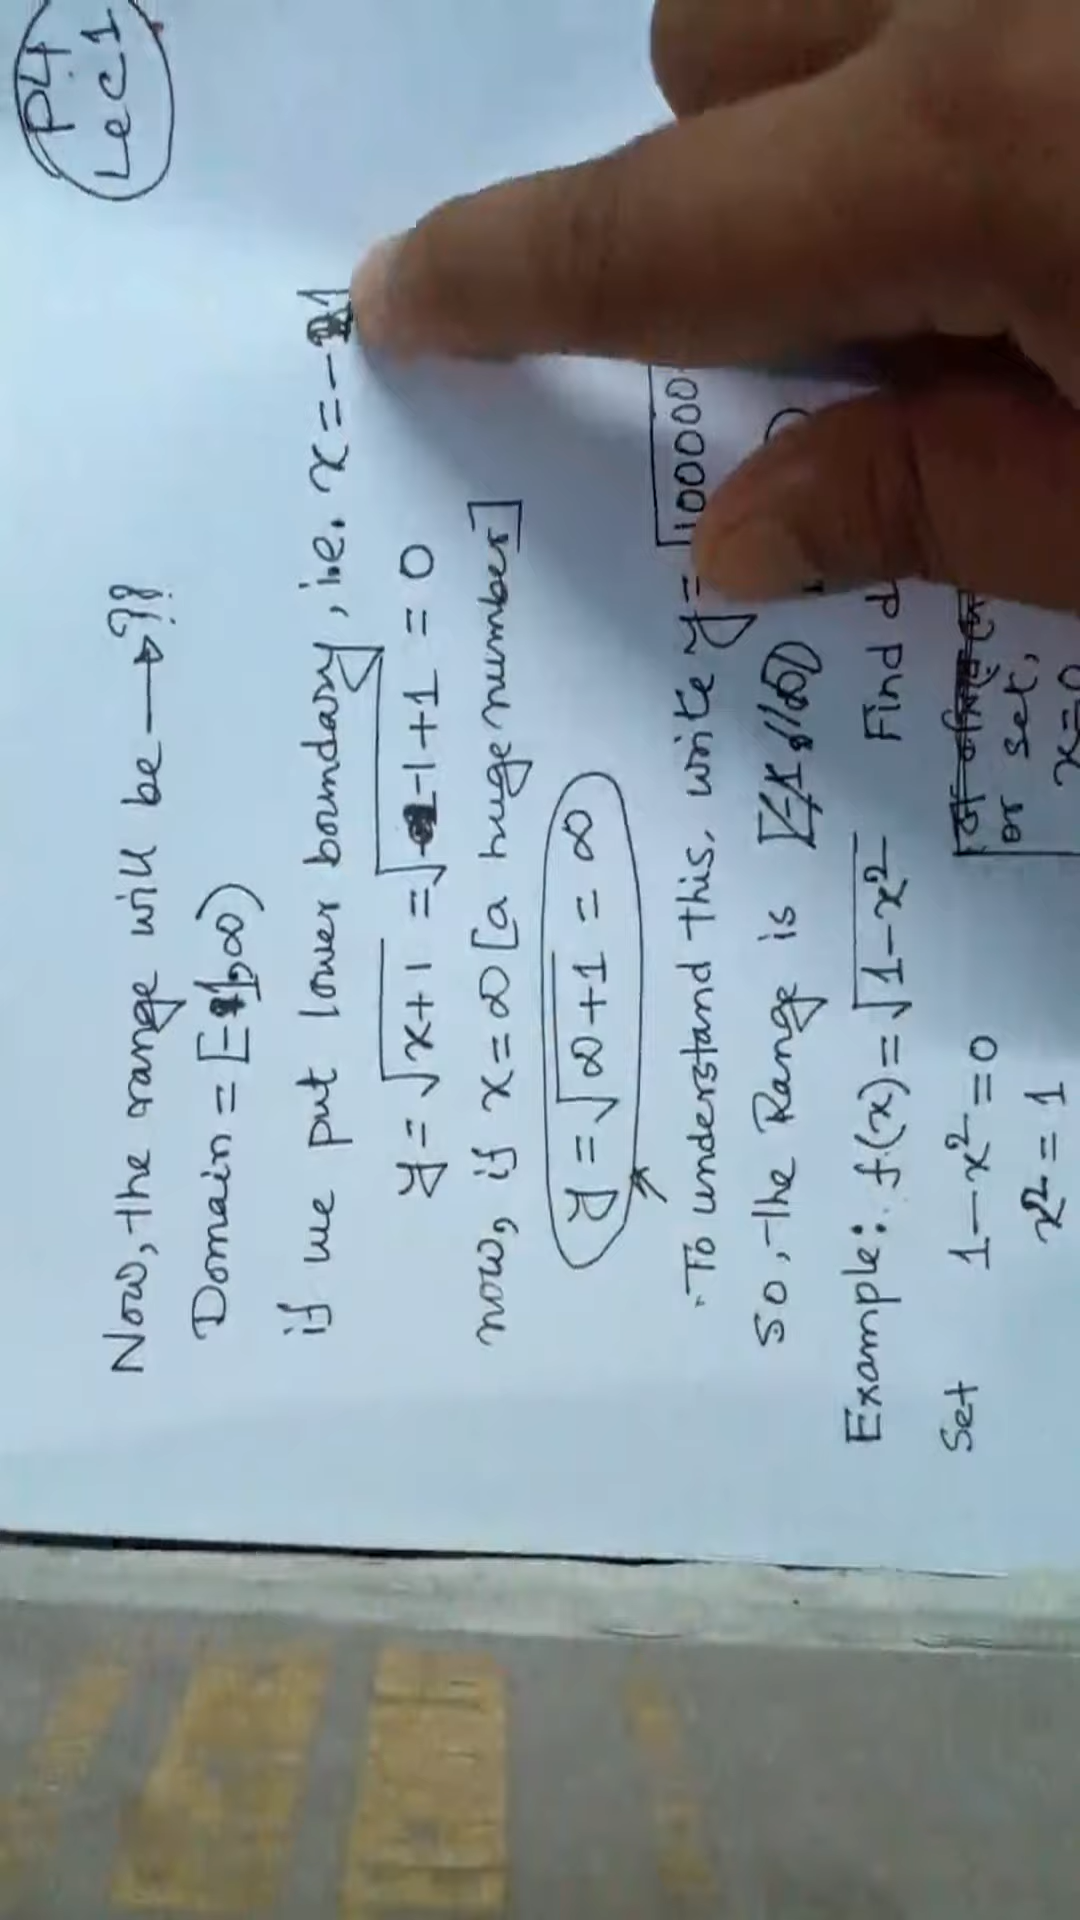 P4
Lec 1
Now, the range will be → ??
Domain = [-1,∞)
if we put lower boundary, i.e. x = -1
y = √x+1 = √-1+1 = 0
now, if x = ∞ [a huge number]
y = √∞+1 = ∞
To understand this, write y = √100000
So, the Range is
Example: f(x) = √1-x² Find d
Set 1-x² = 0
x² = 1
or set,
x=0